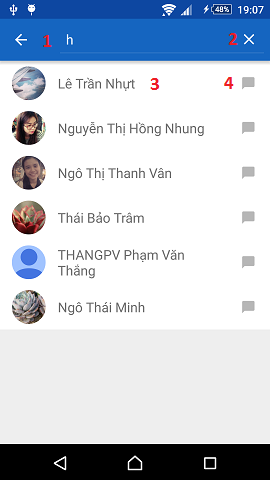 48% 19:07
1 h 2
Lê Trần Nhựt 3 4
Nguyễn Thị Hồng Nhung
Ngô Thị Thanh Vân
Thái Bảo Trâm
THANGPV Phạm Văn
Thắng
Ngô Thái Minh